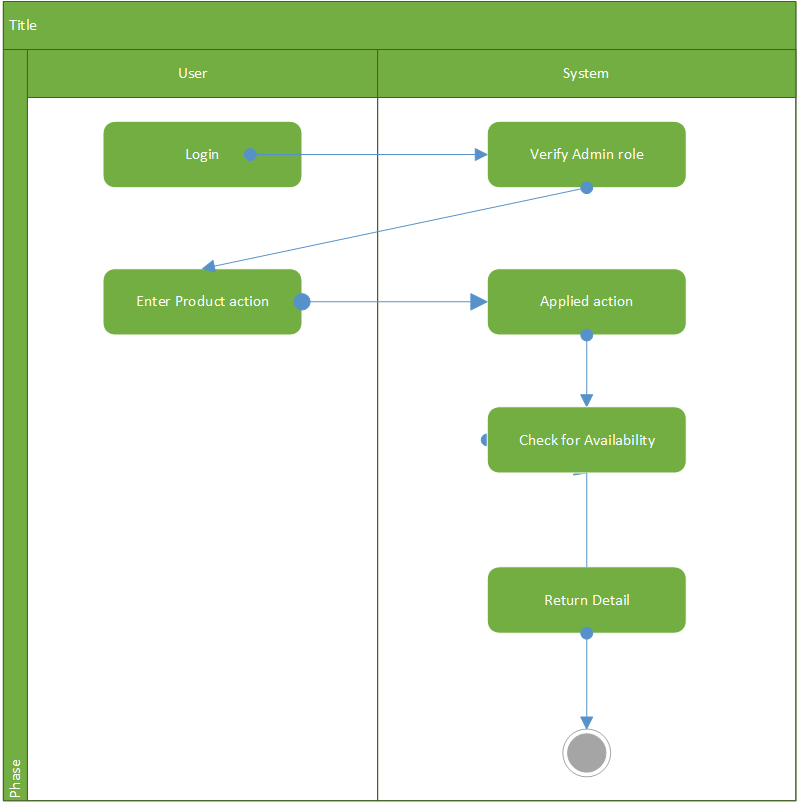 Title
User
System
Login
Verify Admin role
Enter Product action
Applied action
Check for Availability
Return Detail
Phase